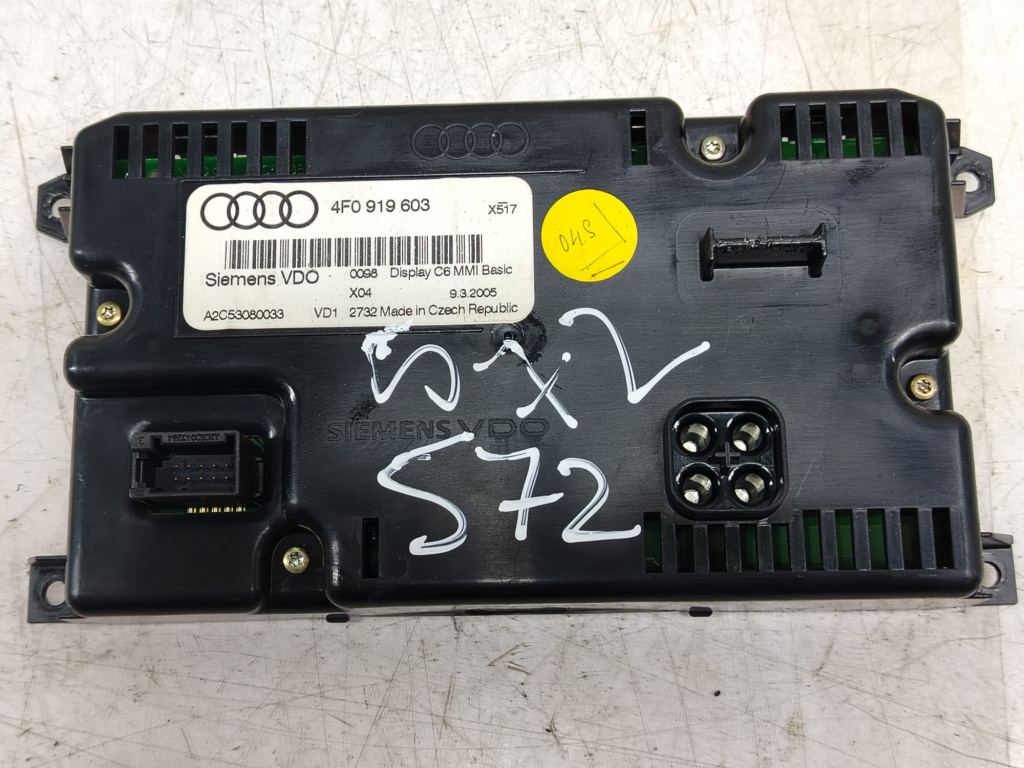 4F0 919 603
X517
Siemens VDO 0098 Display C6 MMI Basic
X04 9.3.2005
A2C53080033 VD1 2732 Made in Czech Republic
SIEMENS VDO
572